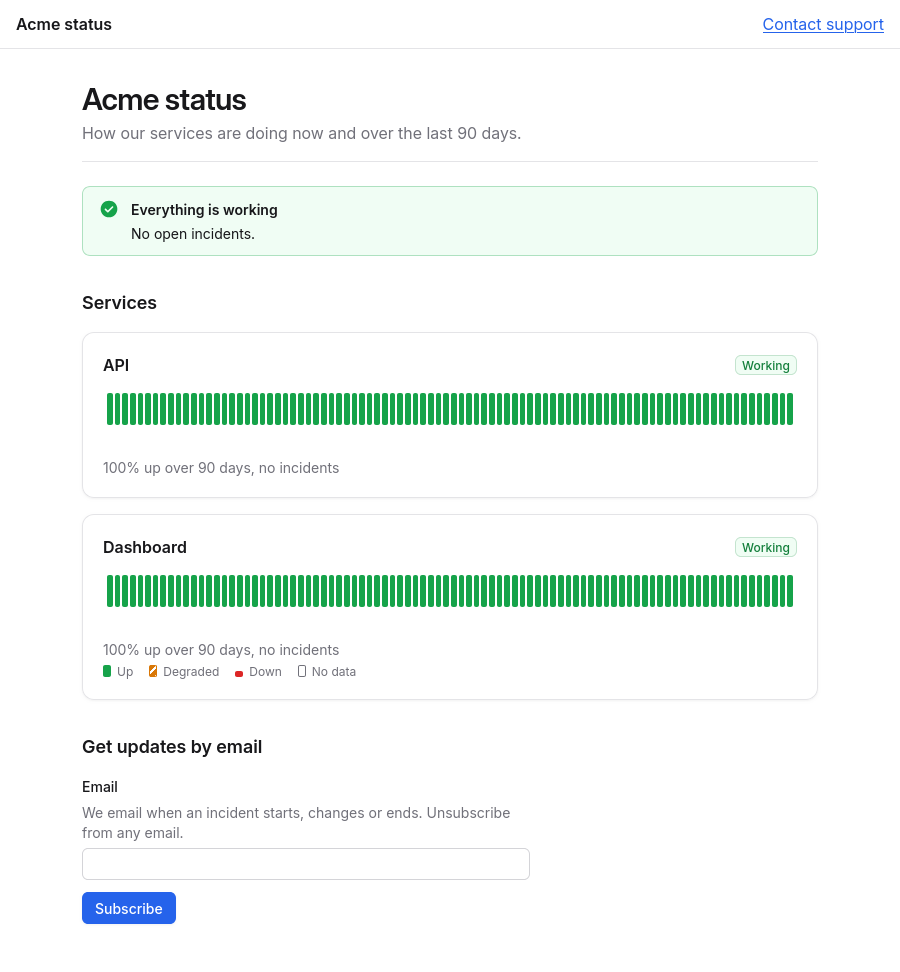 Acme status
Contact support
Acme status
How our services are doing now and over the last 90 days.
Everything is working
No open incidents.
Services
API
Working
100% up over 90 days, no incidents
Dashboard
Working
100% up over 90 days, no incidents
Up Degraded Down No data
Get updates by email
Email
We email when an incident starts, changes or ends. Unsubscribe
from any email.
Subscribe